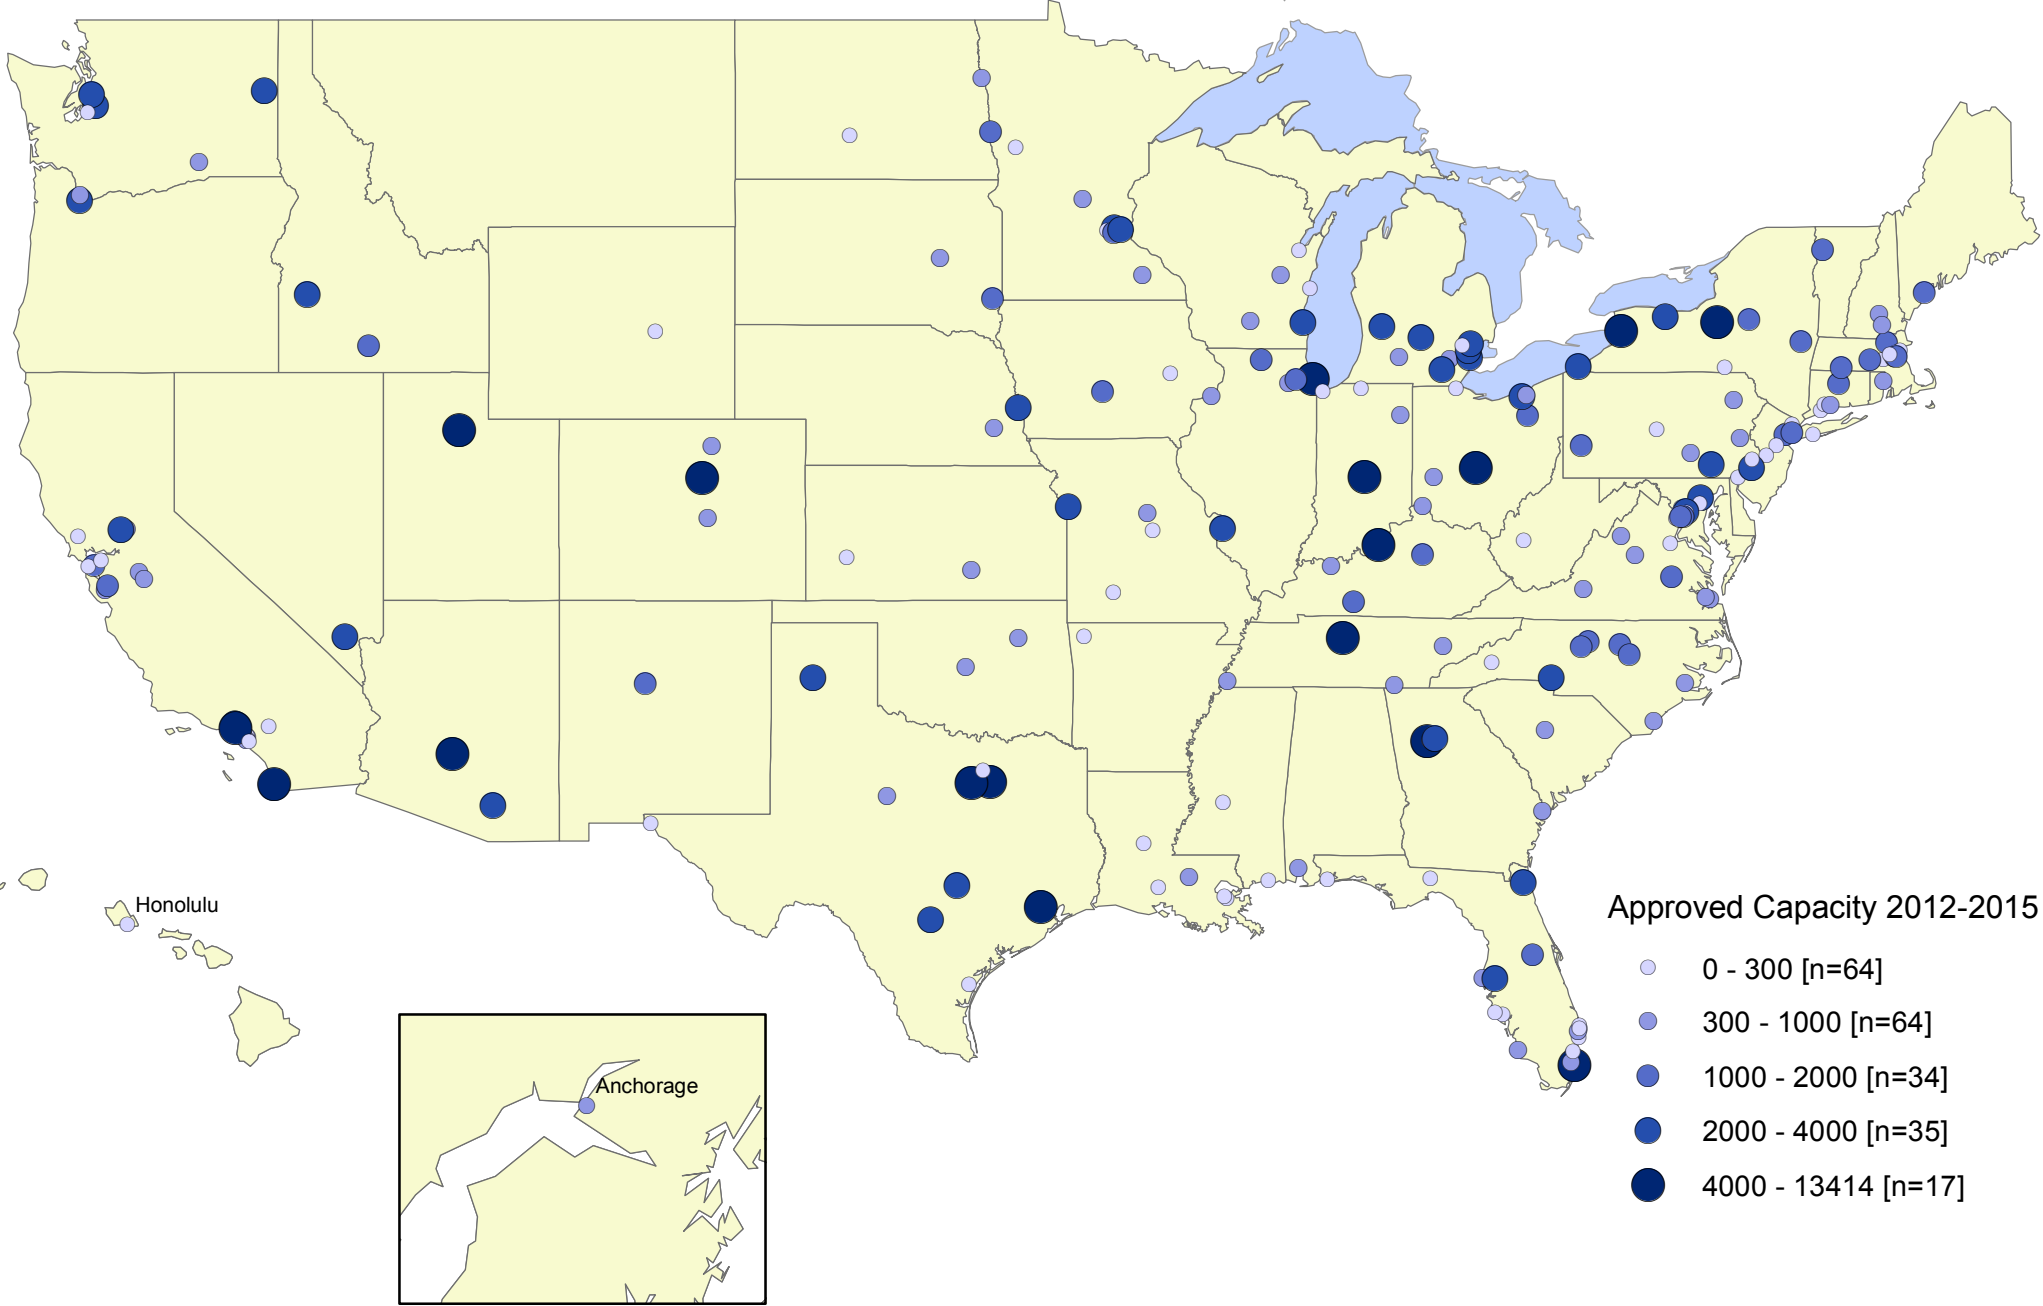 Honolulu
Approved Capacity 2012-2015
0 - 300 [n=64]
300 - 1000 [n=64]
1000 - 2000 [n=34]
2000 - 4000 [n=35]
4000 - 13414 [n=17]
Anchorage